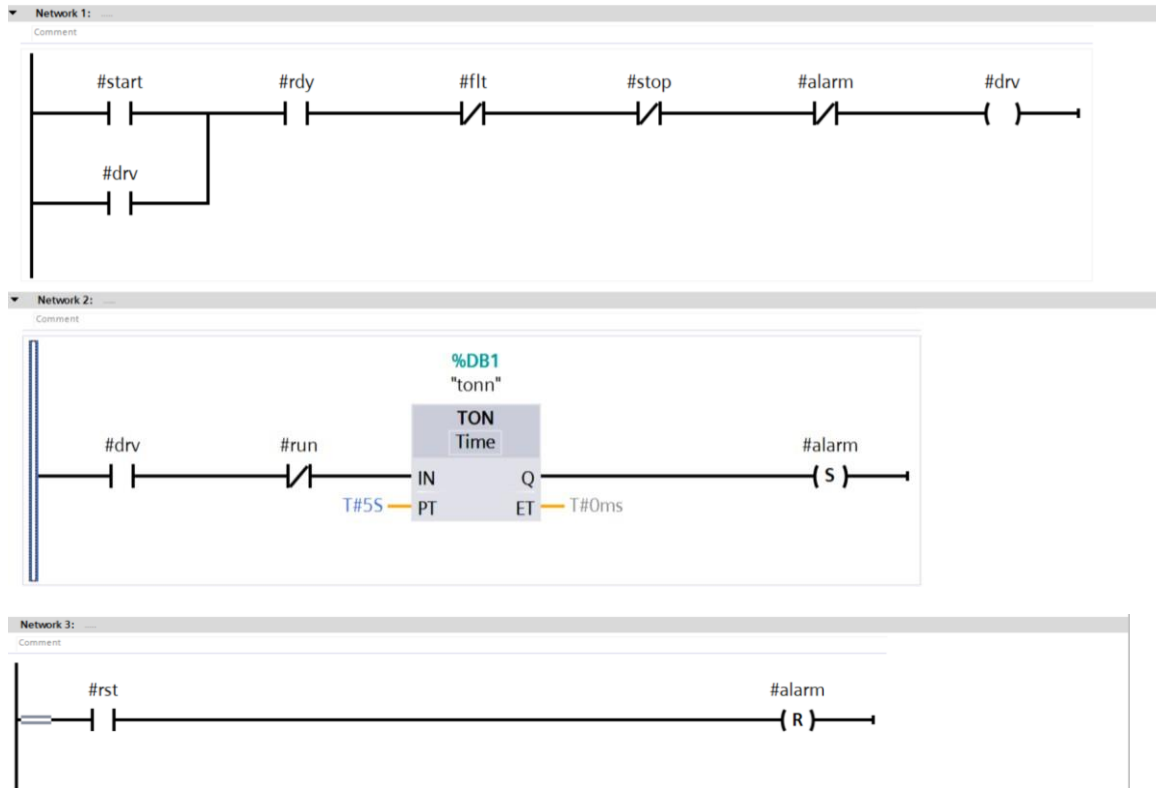 Network 1: ....
Comment
#start #rdy #flt #stop #alarm #drv
#drv
Network 2: ....
Comment
%DB1
"tonn"
TON
Time
#drv #run #alarm
IN Q S
T#5S PT ET T#0ms
Network 3: ....
Comment
#rst #alarm
R